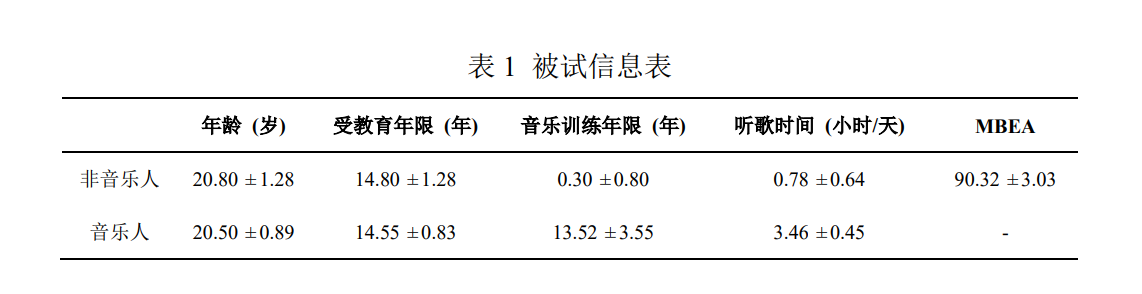 表 1 被试信息表
年龄 (岁) 受教育年限 (年) 音乐训练年限 (年) 听歌时间 (小时/天) MBEA
非音乐人 20.80 ±1.28 14.80 ±1.28 0.30 ±0.80 0.78 ±0.64 90.32 ±3.03
音乐人 20.50 ±0.89 14.55 ±0.83 13.52 ±3.55 3.46 ±0.45 -